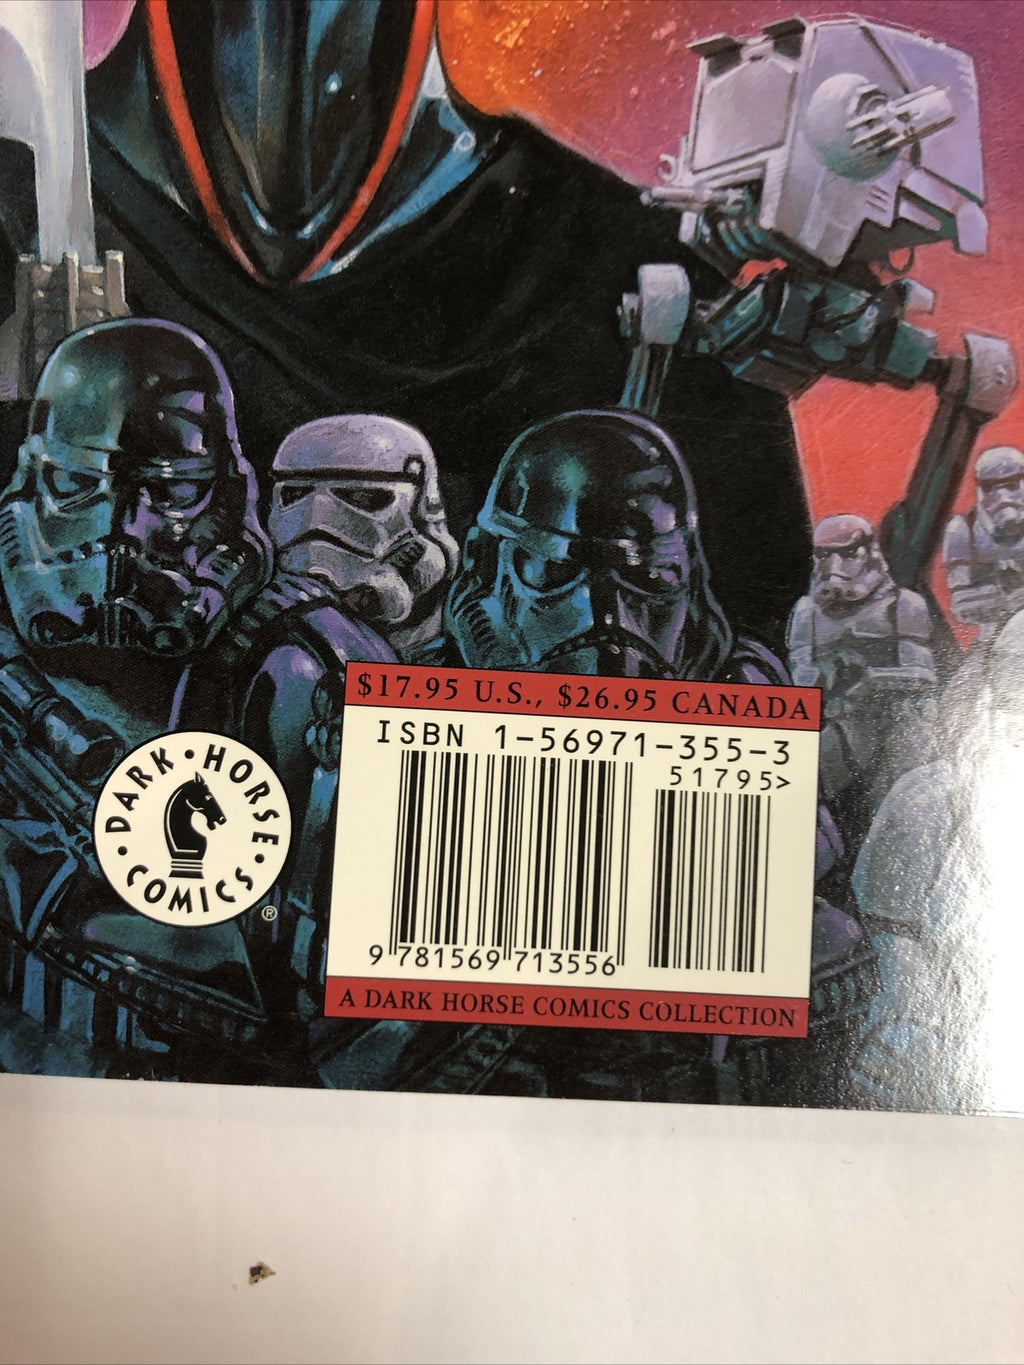 $17.95 U.S., $26.95 CANADA
ISBN 1-56971-355-3
51795>
9 781569 713556
A DARK HORSE COMICS COLLECTION
DARK • HORSE • COMICS •
®